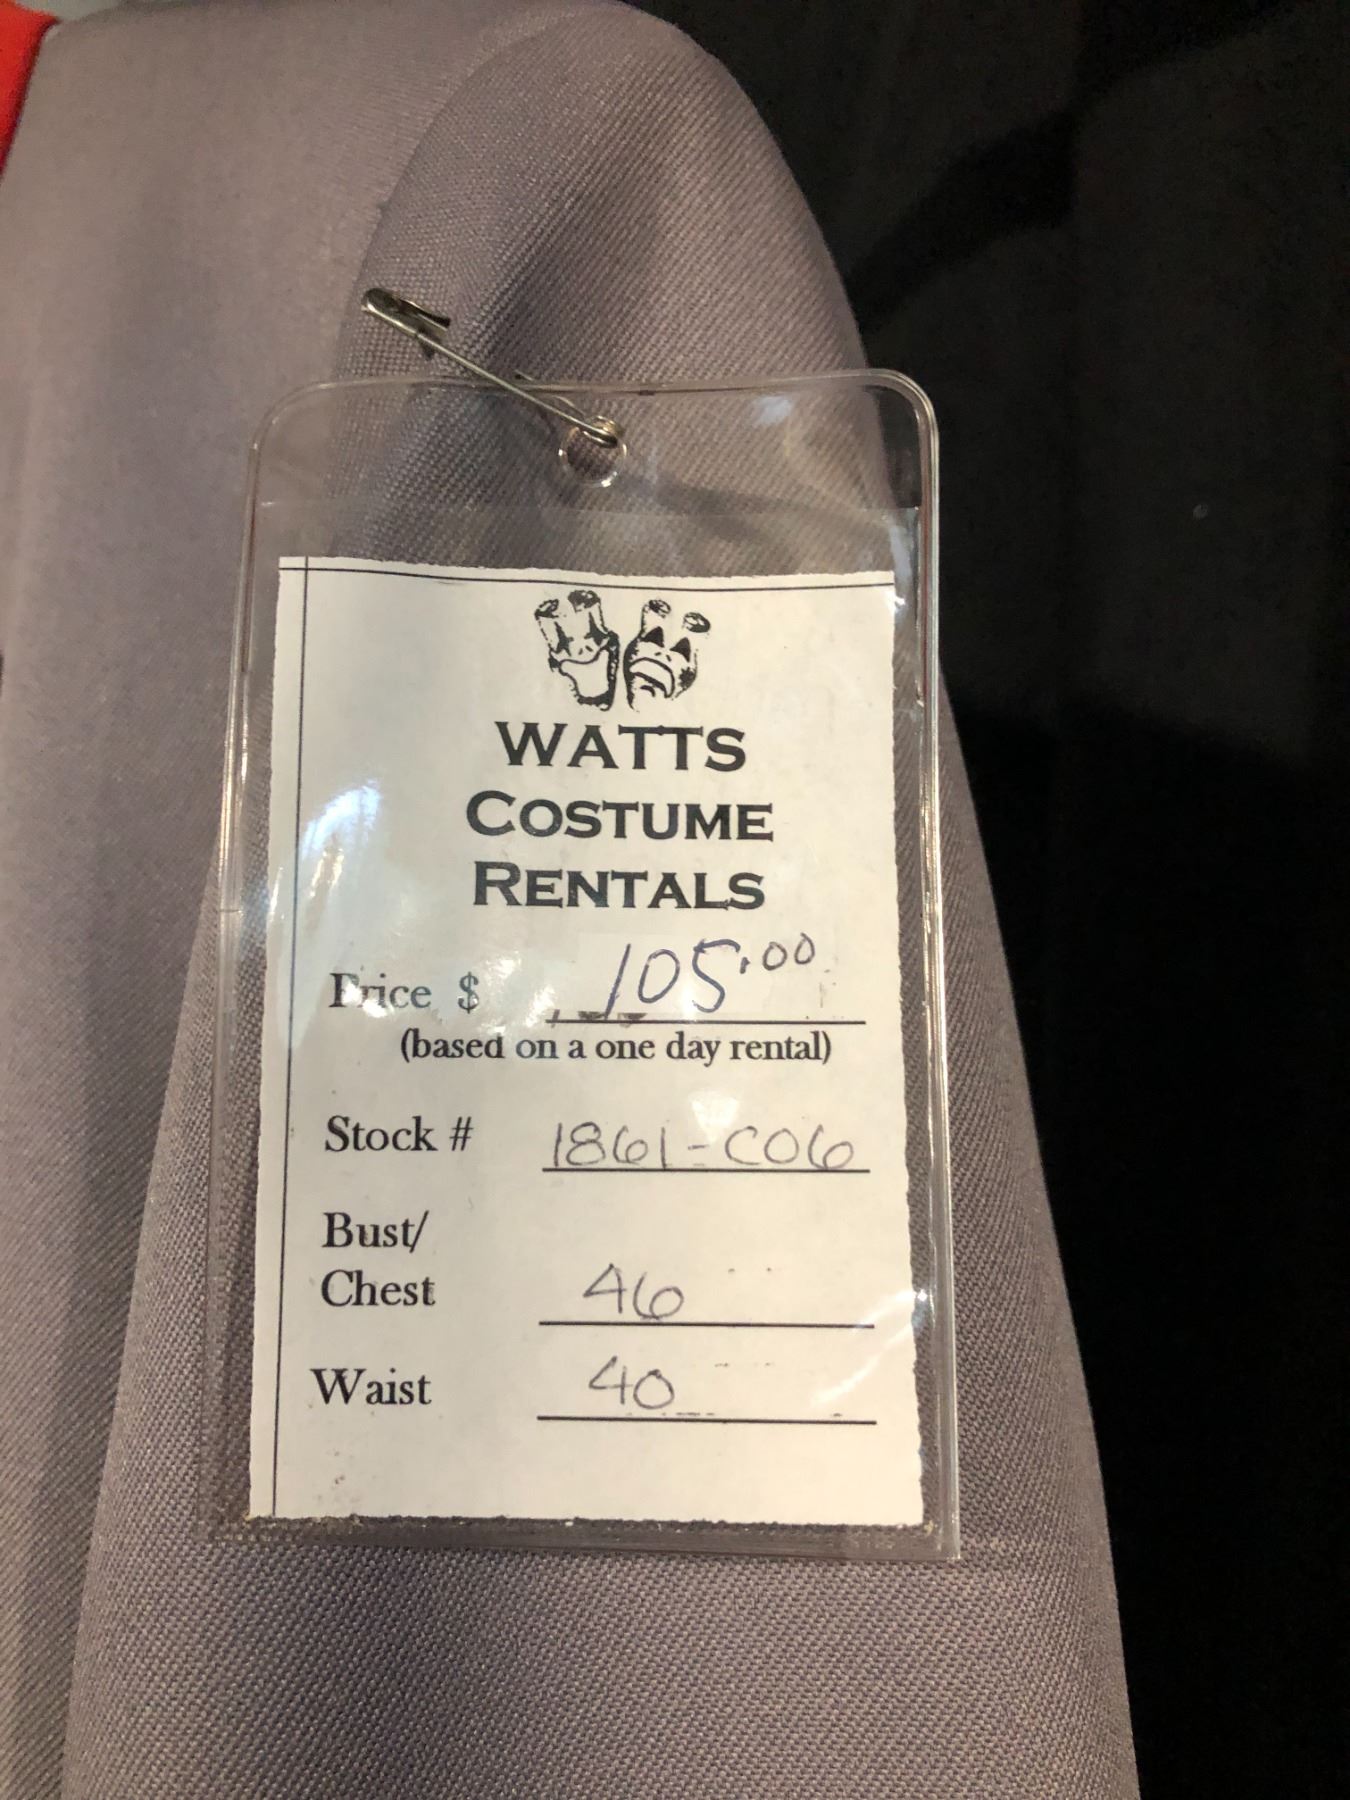 WATTS
COSTUME
RENTALS
Price $ 105.00
(based on a one day rental)
Stock # 1861-C06
Bust/
Chest 46
Waist 40